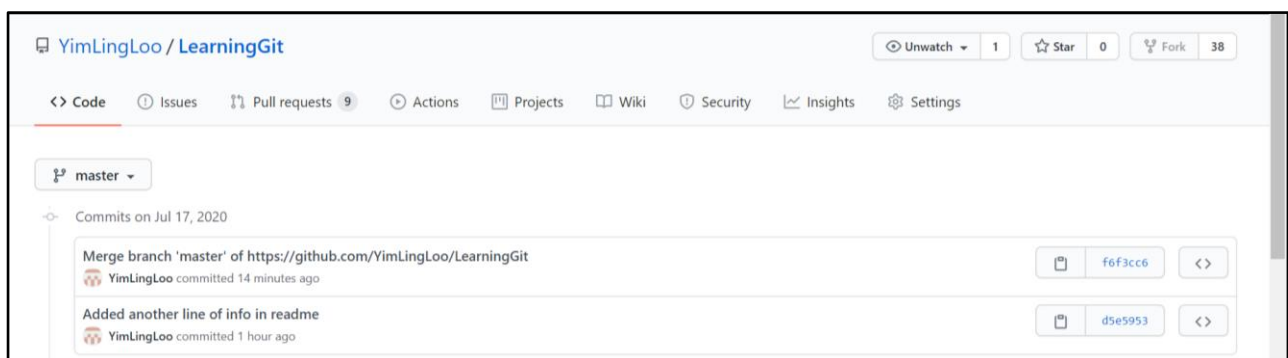 YimLingLoo / LearningGit
Unwatch 1 Star 0 Fork 38
<> Code Issues Pull requests 9 Actions Projects Wiki Security Insights Settings
master
Commits on Jul 17, 2020
Merge branch 'master' of https://github.com/YimLingLoo/LearningGit
f6f3cc6 <>
YimLingLoo committed 14 minutes ago
Added another line of info in readme
d5e5953 <>
YimLingLoo committed 1 hour ago